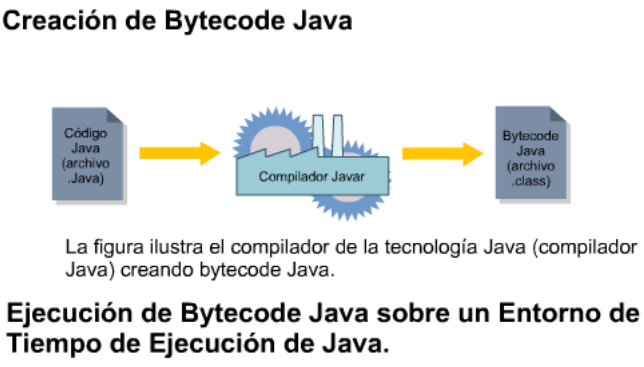 Creación de Bytecode Java
Código
Java
(archivo
.Java)
Compilador Javar
Bytecode
Java
(archivo
.class)
La figura ilustra el compilador de la tecnología Java (compilador
Java) creando bytecode Java.
Ejecución de Bytecode Java sobre un Entorno de
Tiempo de Ejecución de Java.